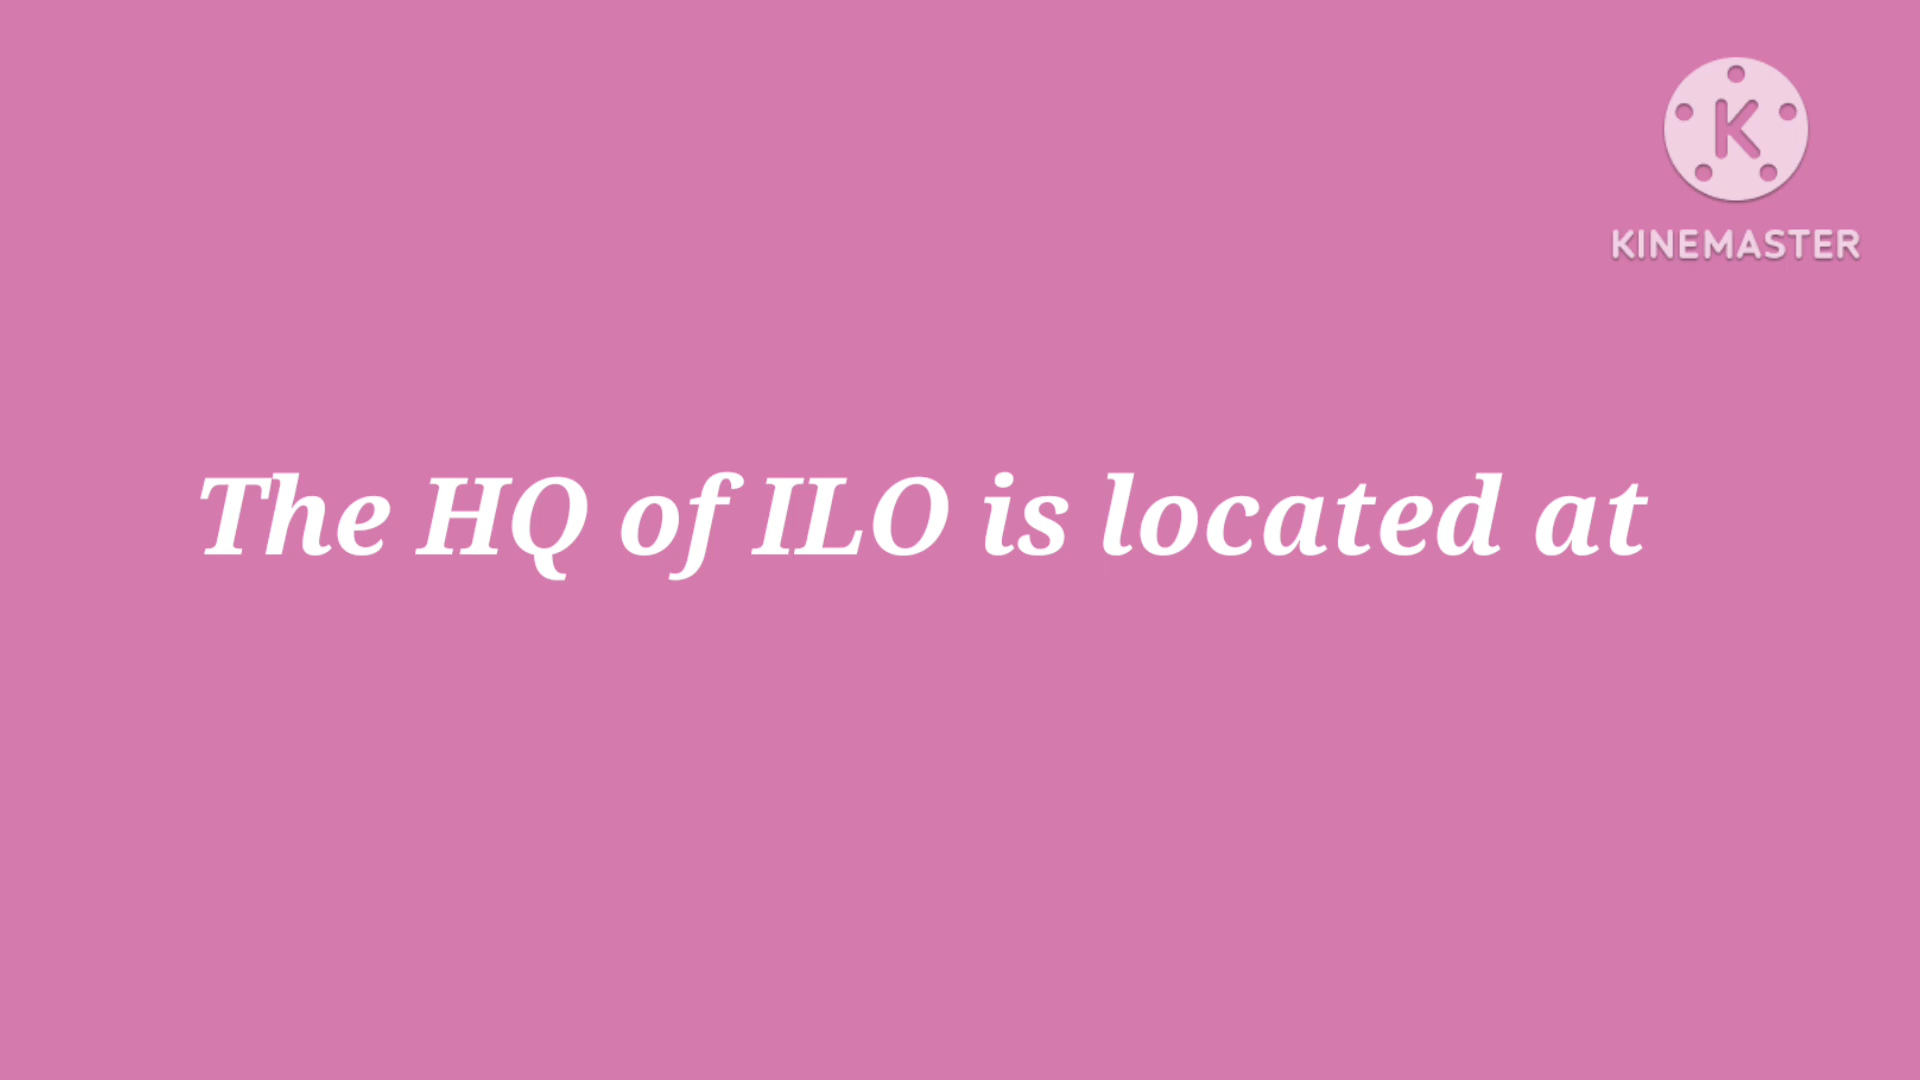 K
KINEMASTER
The HQ of ILO is located at